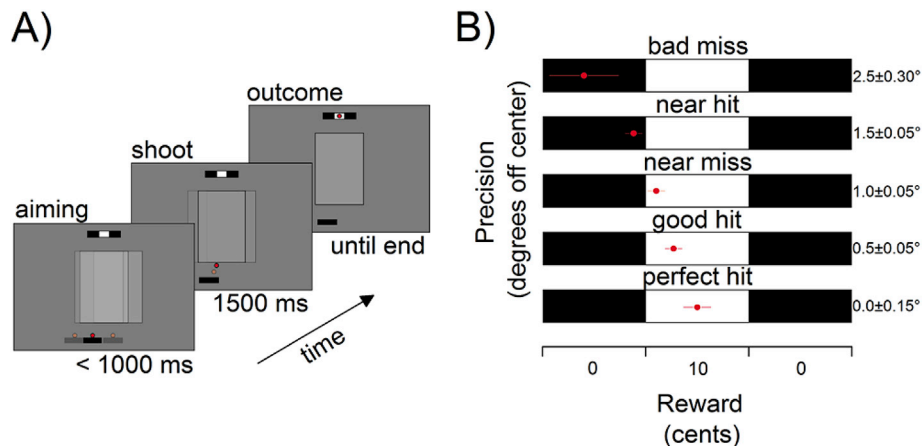 A)
aiming
< 1000 ms
shoot
1500 ms
outcome
until end
time
B)
Precision
(degrees off center)
bad miss
2.5±0.30°
near hit
1.5±0.05°
near miss
1.0±0.05°
good hit
0.5±0.05°
perfect hit
0.0±0.15°
0 10 0
Reward
(cents)